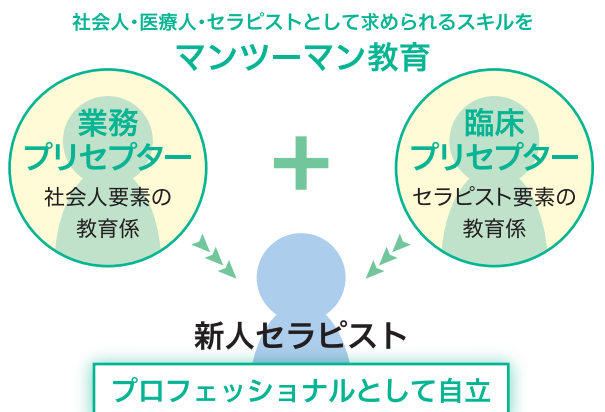 社会人・医療人・セラピストとして求められるスキルを
マンツーマン教育
業務
プリセプター
社会人要素の
教育係
+
臨床
プリセプター
セラピスト要素の
教育係
新人セラピスト
プロフェッショナルとして自立